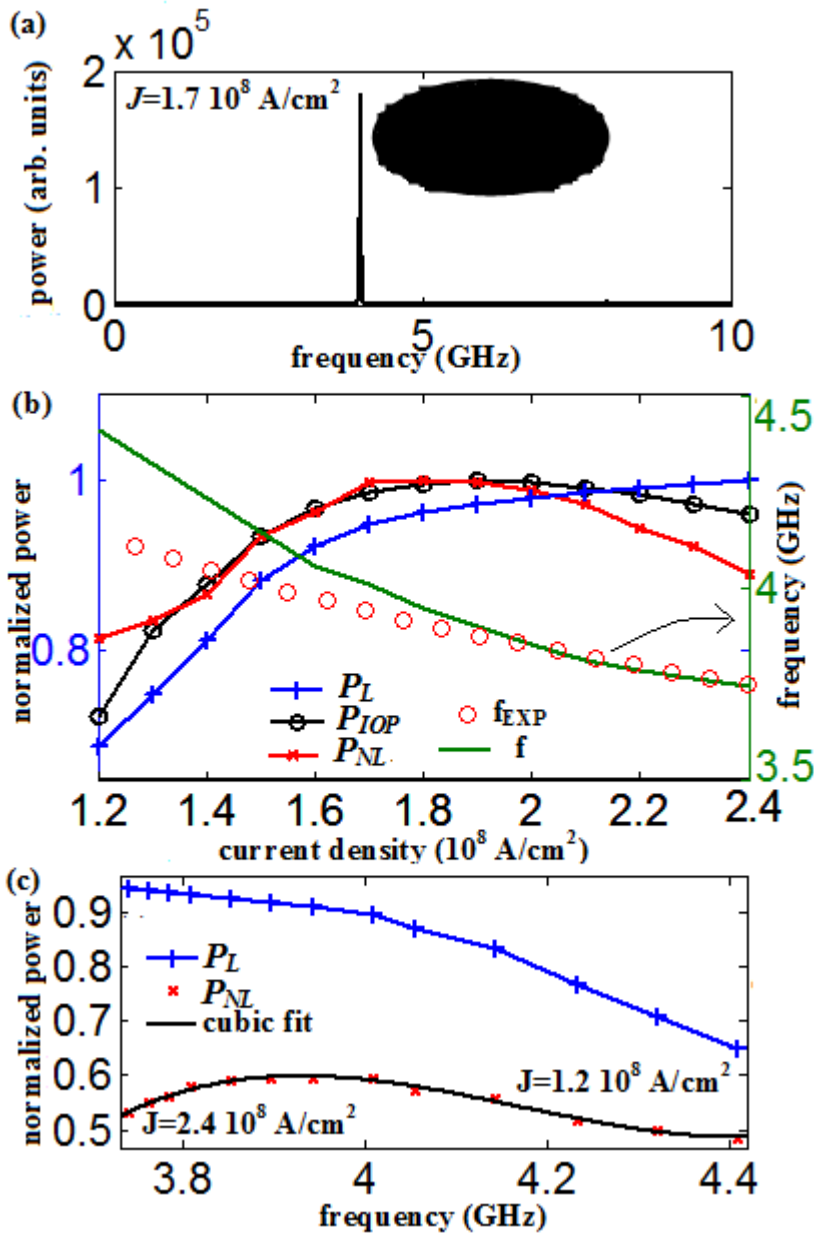 (a)
2 x 10^5
J=1.7 10^8 A/cm^2
power (arb. units)
2
1
0
0
5
10
frequency (GHz)
(b)
normalized power
1
0.8
4.5
4
3.5
frequency (GHz)
P_L
P_IOP
P_NL
f_EXP
f
1.2 1.4 1.6 1.8 2 2.2 2.4
current density (10^8 A/cm^2)
(c)
normalized power
0.9
0.8
0.7
0.6
0.5
P_L
P_NL
cubic fit
J=1.2 10^8 A/cm^2
J=2.4 10^8 A/cm^2
3.8 4 4.2 4.4
frequency (GHz)